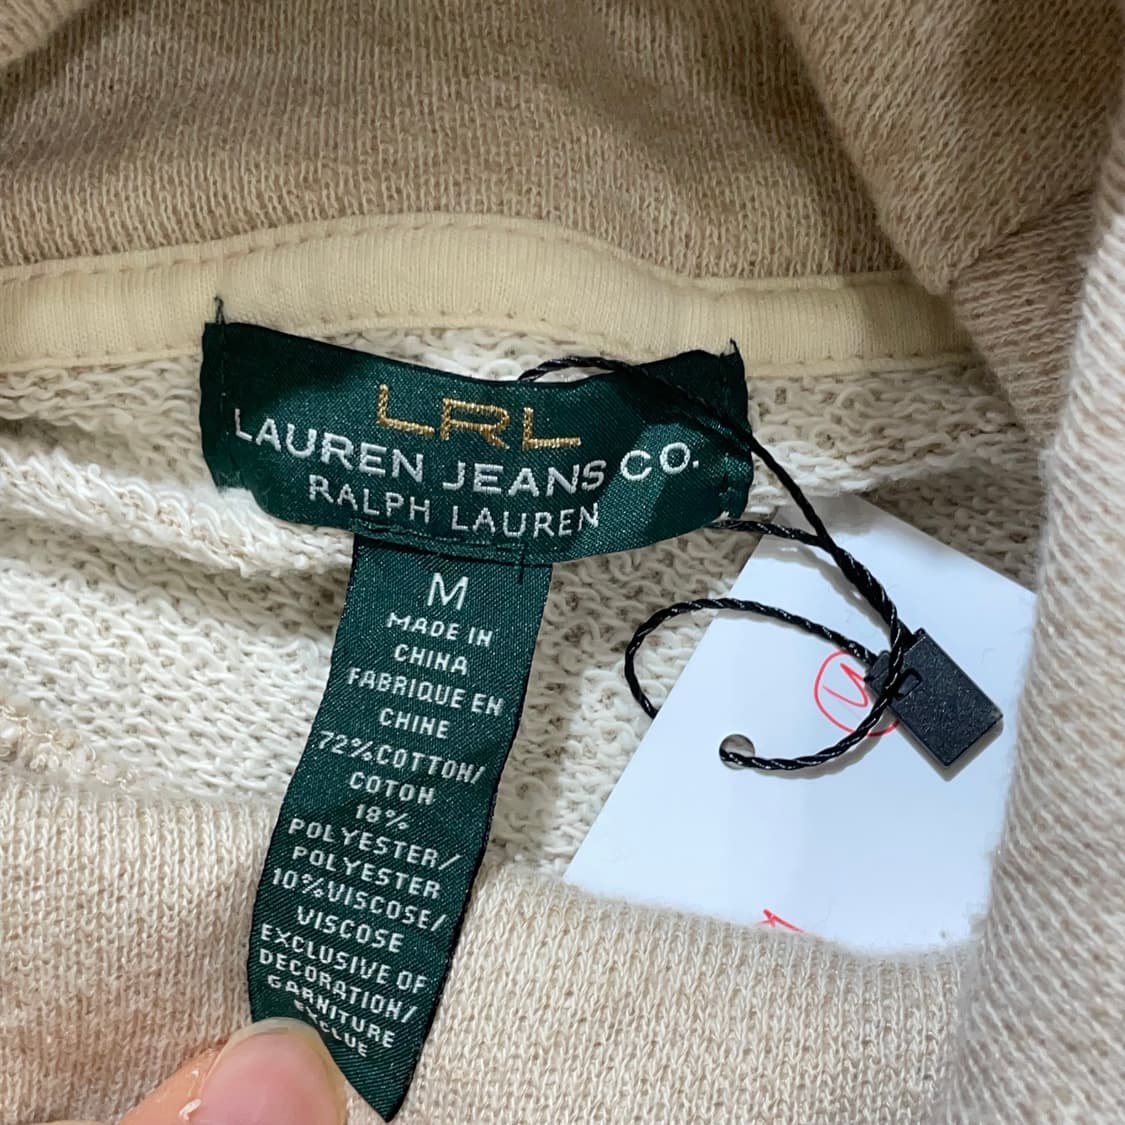 LRL
LAUREN JEANS CO.
RALPH LAUREN
M
MADE IN
CHINA
FABRIQUE EN
CHINE
72%COTTON/
COTON
18%
POLYESTER/
POLYESTER
10%VISCOSE/
VISCOSE
EXCLUSIVE OF
DECORATION/
GARNITURE